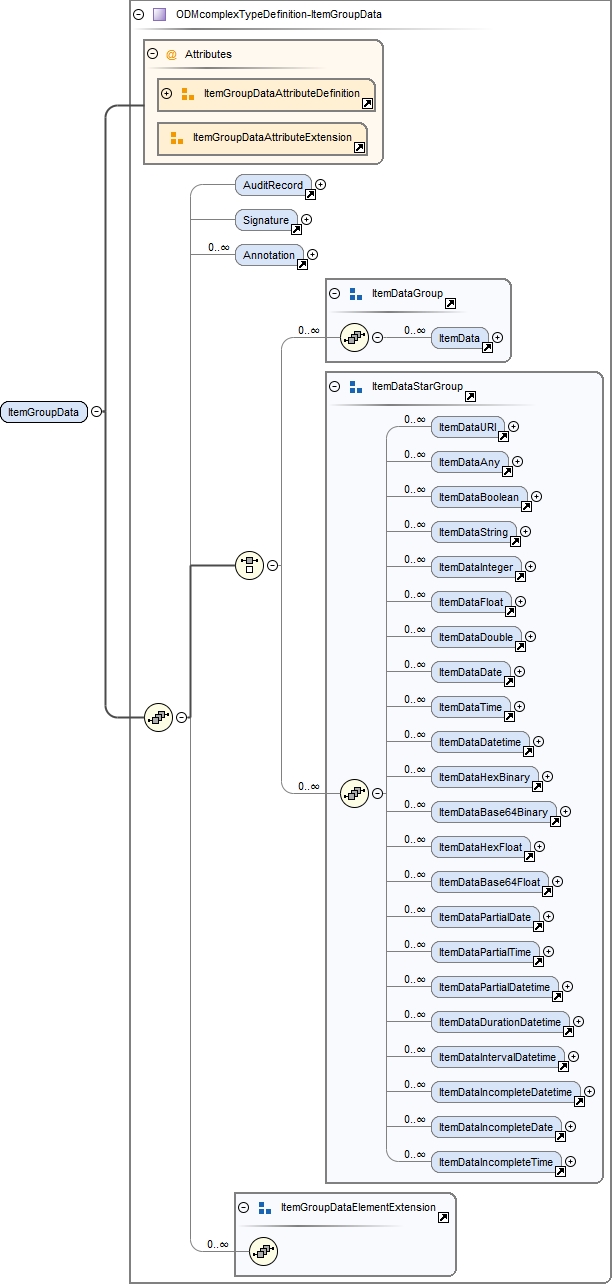 ODMcomplexTypeDefinition-ItemGroupData
@ Attributes
ItemGroupDataAttributeDefinition
ItemGroupDataAttributeExtension
AuditRecord
Signature
0..∞ Annotation
ItemDataGroup
0..∞ 0..∞ ItemData
ItemDataStarGroup
ItemGroupData
0..∞ ItemDataURI
0..∞ ItemDataAny
0..∞ ItemDataBoolean
0..∞ ItemDataString
0..∞ ItemDataInteger
0..∞ ItemDataFloat
0..∞ ItemDataDouble
0..∞ ItemDataDate
0..∞ ItemDataTime
0..∞ ItemDataDatetime
0..∞ ItemDataHexBinary
0..∞
0..∞ ItemDataBase64Binary
0..∞ ItemDataHexFloat
0..∞ ItemDataBase64Float
0..∞ ItemDataPartialDate
0..∞ ItemDataPartialTime
0..∞ ItemDataPartialDatetime
0..∞ ItemDataDurationDatetime
0..∞ ItemDataIntervalDatetime
0..∞ ItemDataIncompleteDatetime
0..∞ ItemDataIncompleteDate
0..∞ ItemDataIncompleteTime
ItemGroupDataElementExtension
0..∞